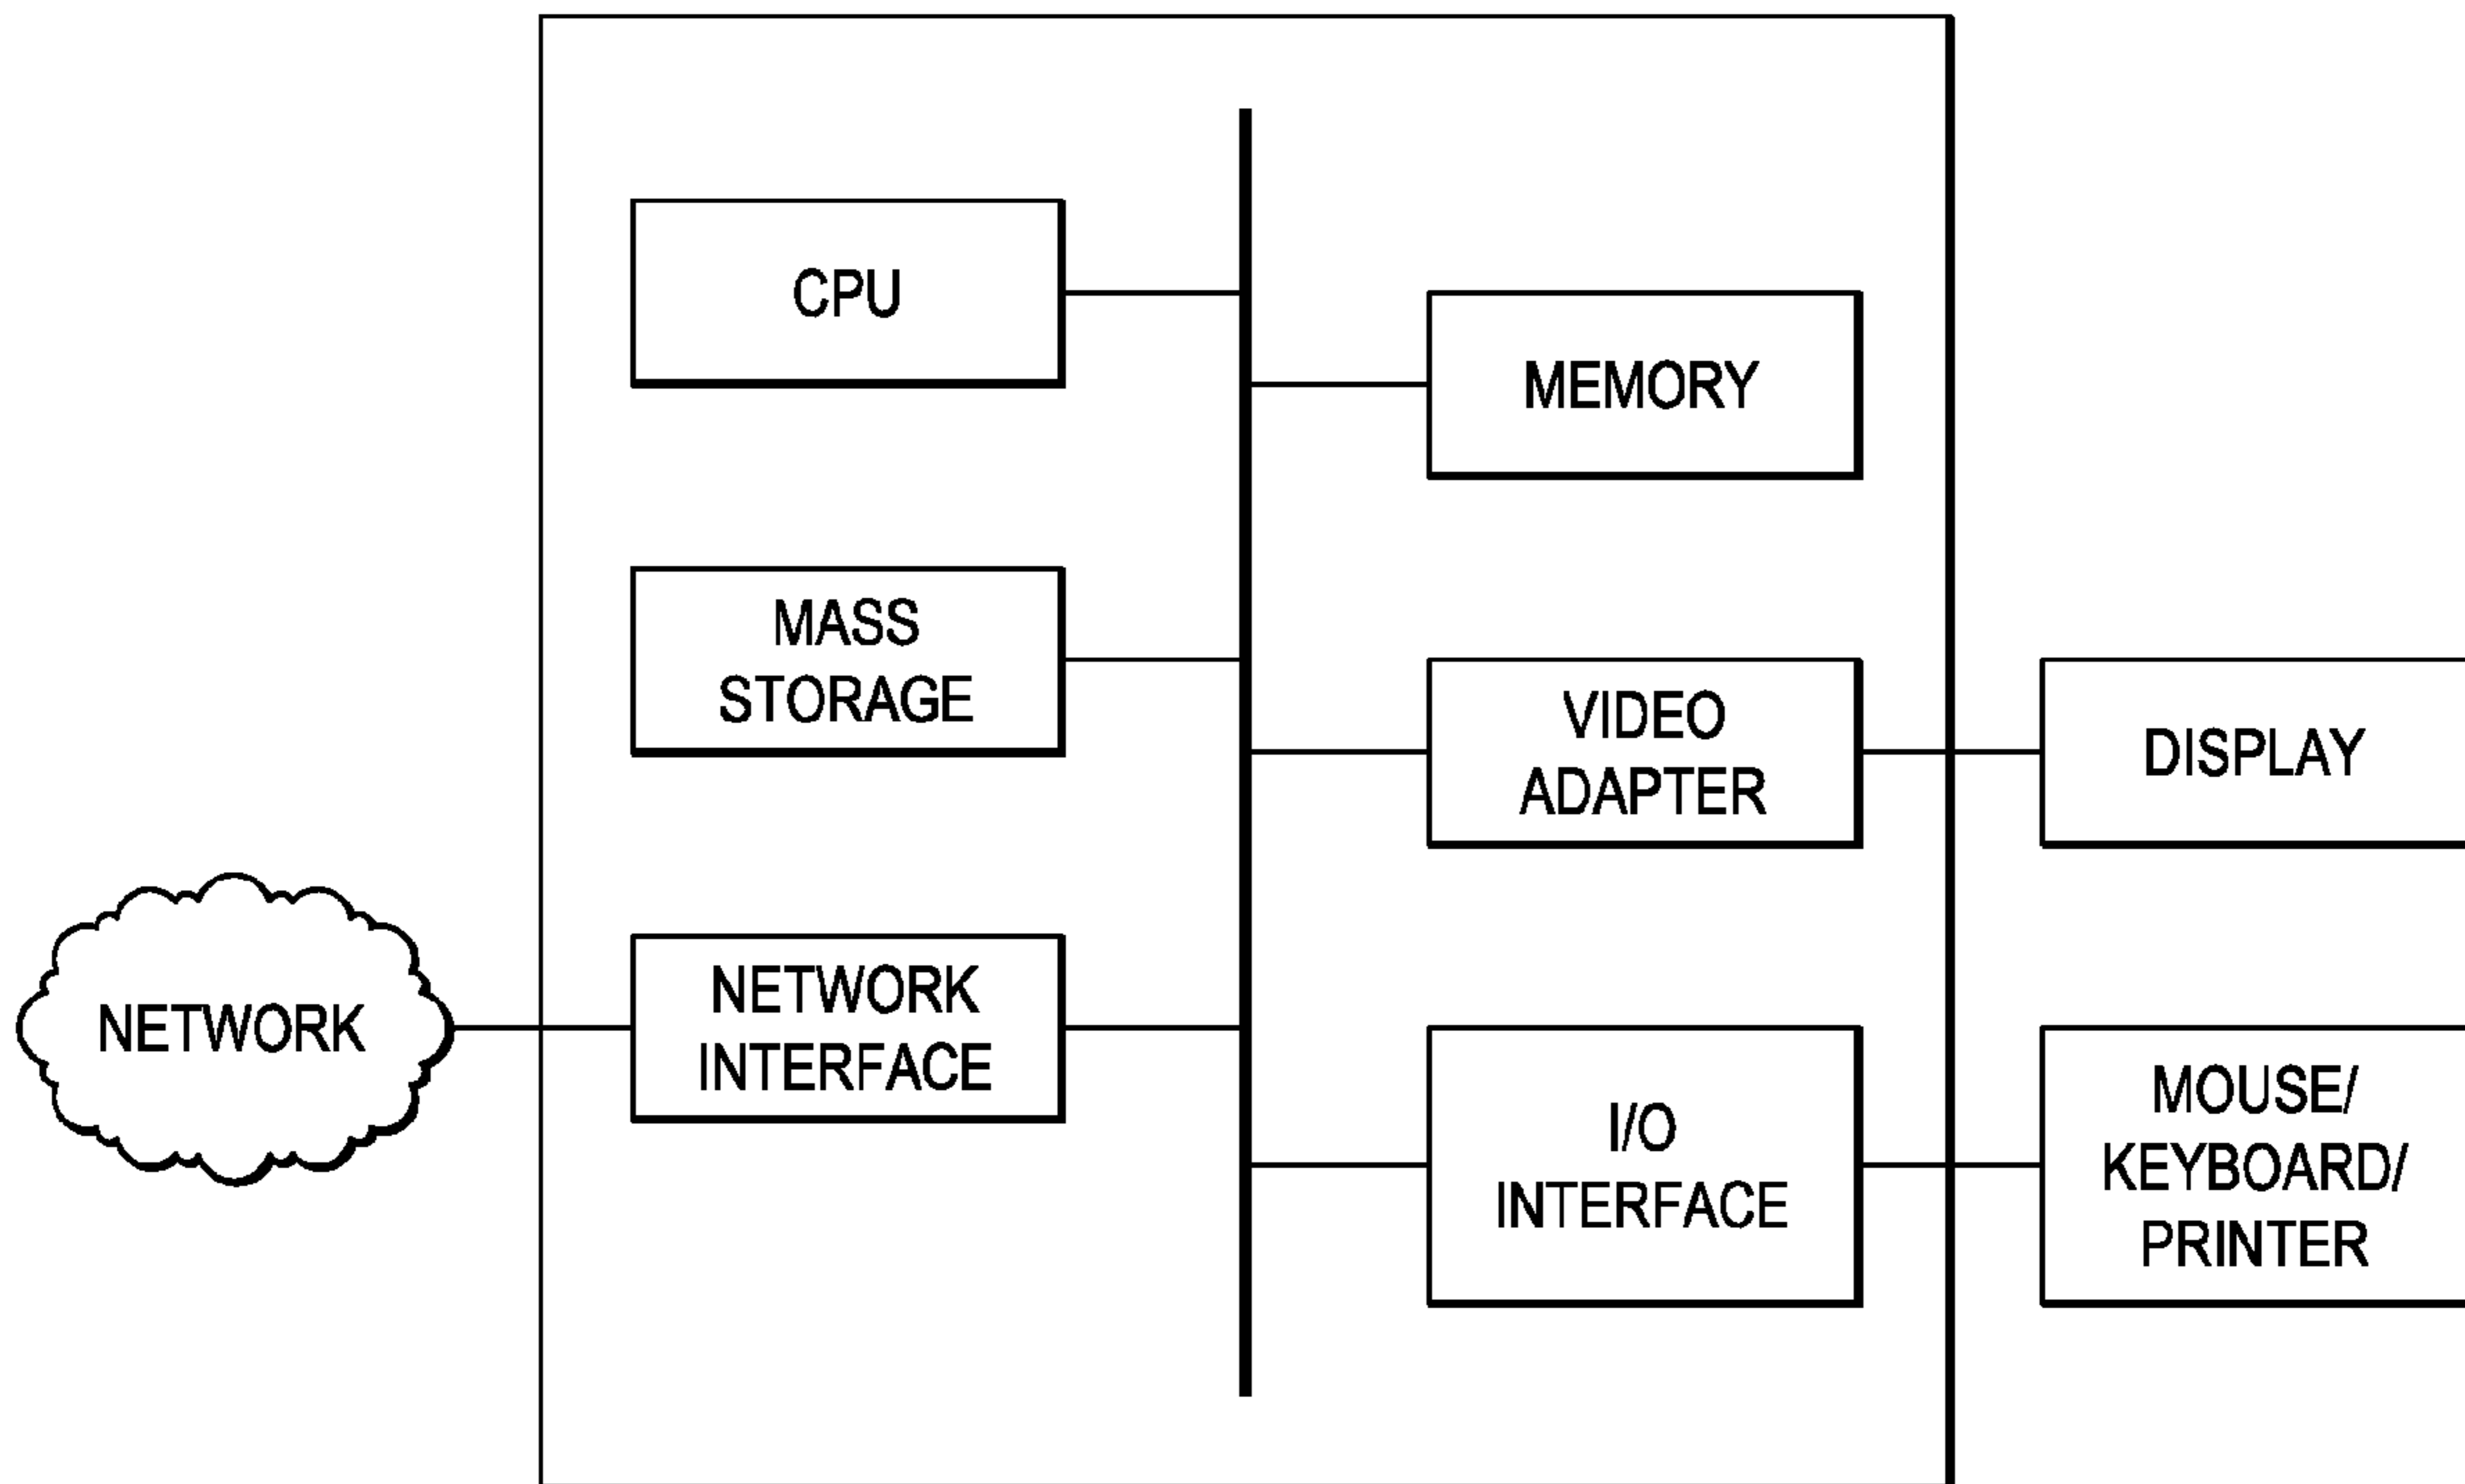 CPU
MEMORY
MASS
STORAGE
VIDEO
ADAPTER
DISPLAY
NETWORK
NETWORK
INTERFACE
I/O
INTERFACE
MOUSE/
KEYBOARD/
PRINTER